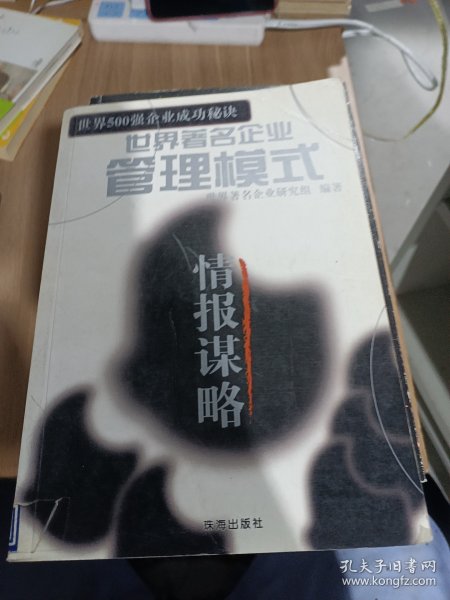 世界500强企业成功秘诀
世界著名企业
管理模式
世界著名企业研究组 编著
情报谋略
珠海出版社
孔夫子旧书网
www.kongfz.com